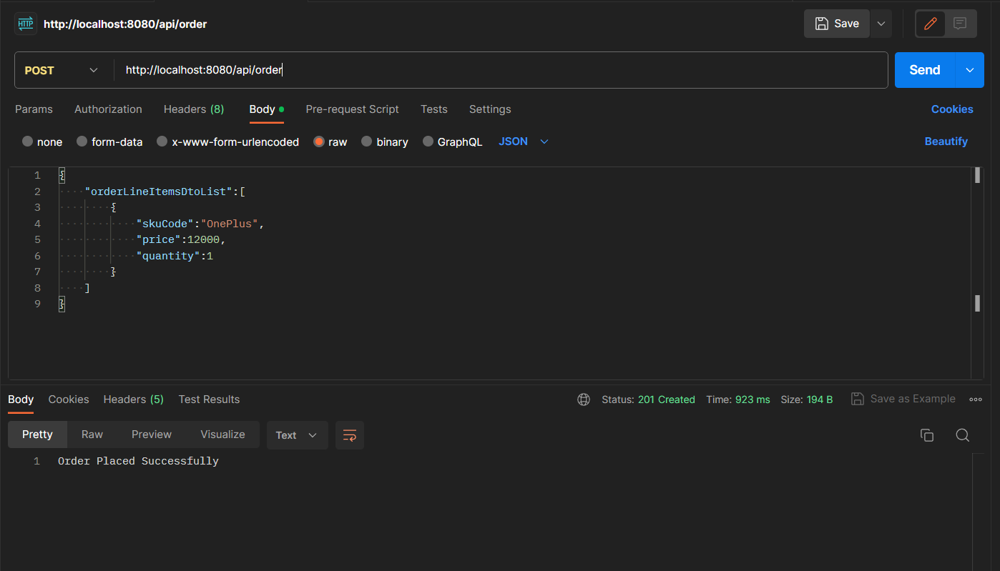 HTTP http://localhost:8080/api/order Save
POST http://localhost:8080/api/order Send
Params Authorization Headers (8) Body Pre-request Script Tests Settings Cookies
none form-data x-www-form-urlencoded raw binary GraphQL JSON Beautify
1 {
2 "orderLineItemsDtoList":[
3 {
4 "skuCode":"OnePlus",
5 "price":12000,
6 "quantity":1
7 }
8 ]
9 }
Body Cookies Headers (5) Test Results Status: 201 Created Time: 923 ms Size: 194 B Save as Example
Pretty Raw Preview Visualize Text
1 Order Placed Successfully